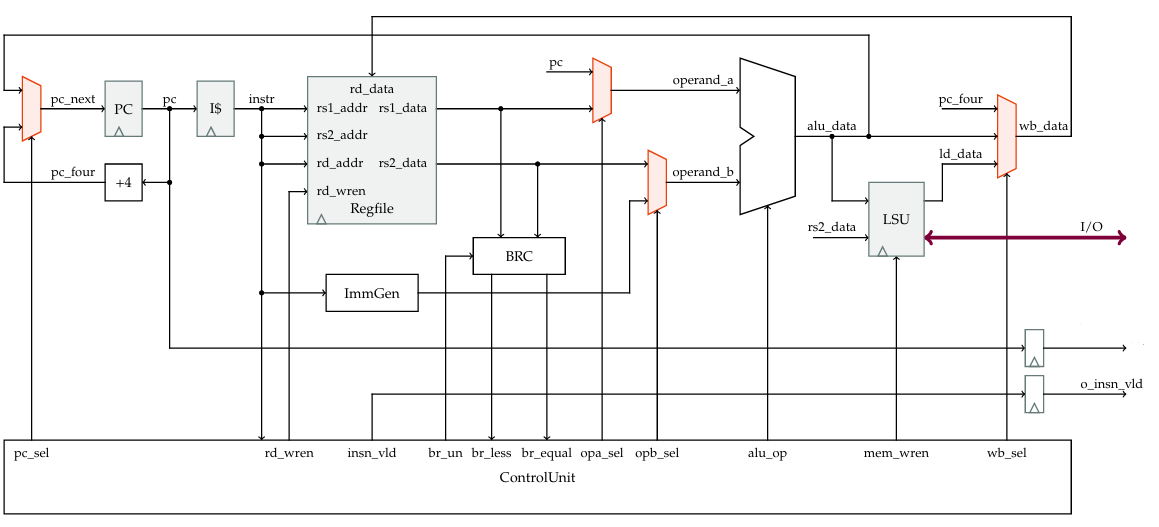 pc
operand_a
pc_next
PC
pc
I$
instr
rd_data
rs1_addr
rs1_data
pc_four
rs2_addr
alu_data
wb_data
pc_four
+4
rd_addr
rs2_data
operand_b
ld_data
rd_wren
Regfile
LSU
rs2_data
I/O
BRC
ImmGen
o_insn_vld
pc_sel
rd_wren
insn_vld
br_un
br_less
br_equal
opa_sel
opb_sel
alu_op
mem_wren
wb_sel
ControlUnit